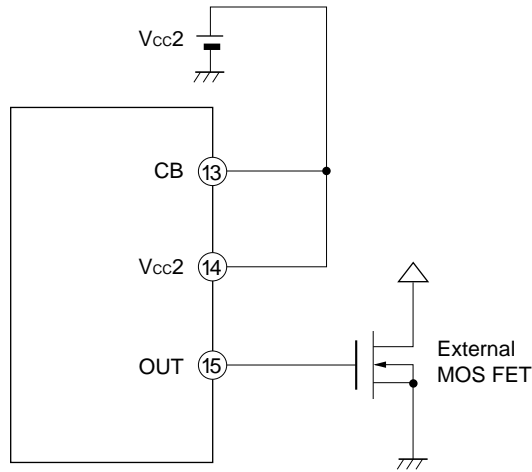 Vcc2
CB
13
Vcc2
14
OUT
15
External
MOS FET